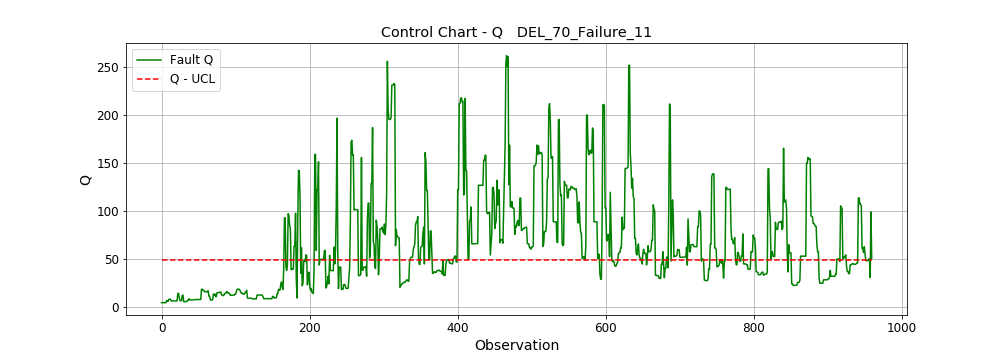 Control Chart - Q   DEL_70_Failure_11
Fault Q
Q - UCL
250
200
150
100
50
0
Q
0 200 400 600 800 1000
Observation